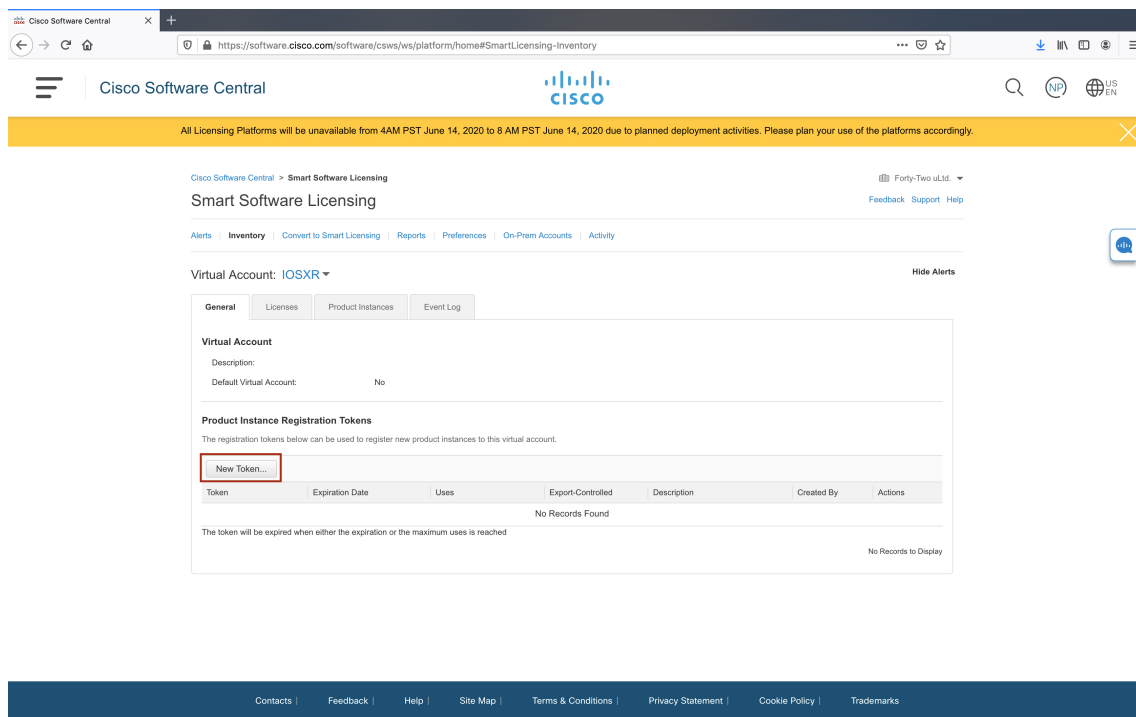 Cisco Software Central
https://software.cisco.com/software/csws/ws/platform/home#SmartLicensing-Inventory
Cisco Software Central
CISCO
NP
US
EN
All Licensing Platforms will be unavailable from 4AM PST June 14, 2020 to 8 AM PST June 14, 2020 due to planned deployment activities. Please plan your use of the platforms accordingly.
Cisco Software Central > Smart Software Licensing
Forty-Two uLtd.
Smart Software Licensing
Feedback Support Help
Alerts | Inventory | Convert to Smart Licensing | Reports | Preferences | On-Prem Accounts | Activity
Virtual Account: IOSXR
Hide Alerts
General Licenses Product Instances Event Log
Virtual Account
Description:
Default Virtual Account: No
Product Instance Registration Tokens
The registration tokens below can be used to register new product instances to this virtual account.
New Token...
Token Expiration Date Uses Export-Controlled Description Created By Actions
No Records Found
The token will be expired when either the expiration or the maximum uses is reached
No Records to Display
Contacts | Feedback | Help | Site Map | Terms & Conditions | Privacy Statement | Cookie Policy | Trademarks